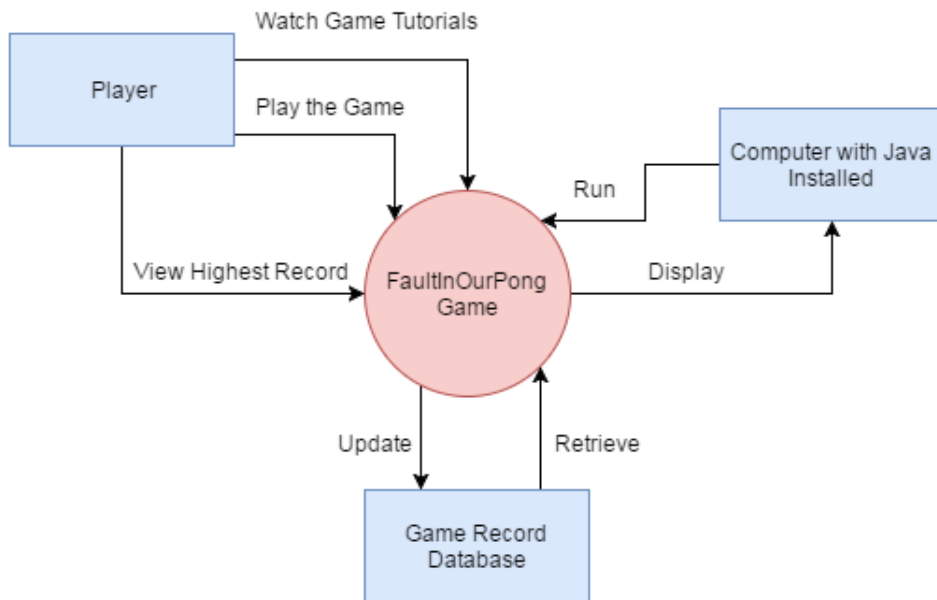 Watch Game Tutorials
Player
Play the Game
Computer with Java
Installed
Run
View Highest Record
FaultInOurPong
Game
Display
Update
Retrieve
Game Record
Database